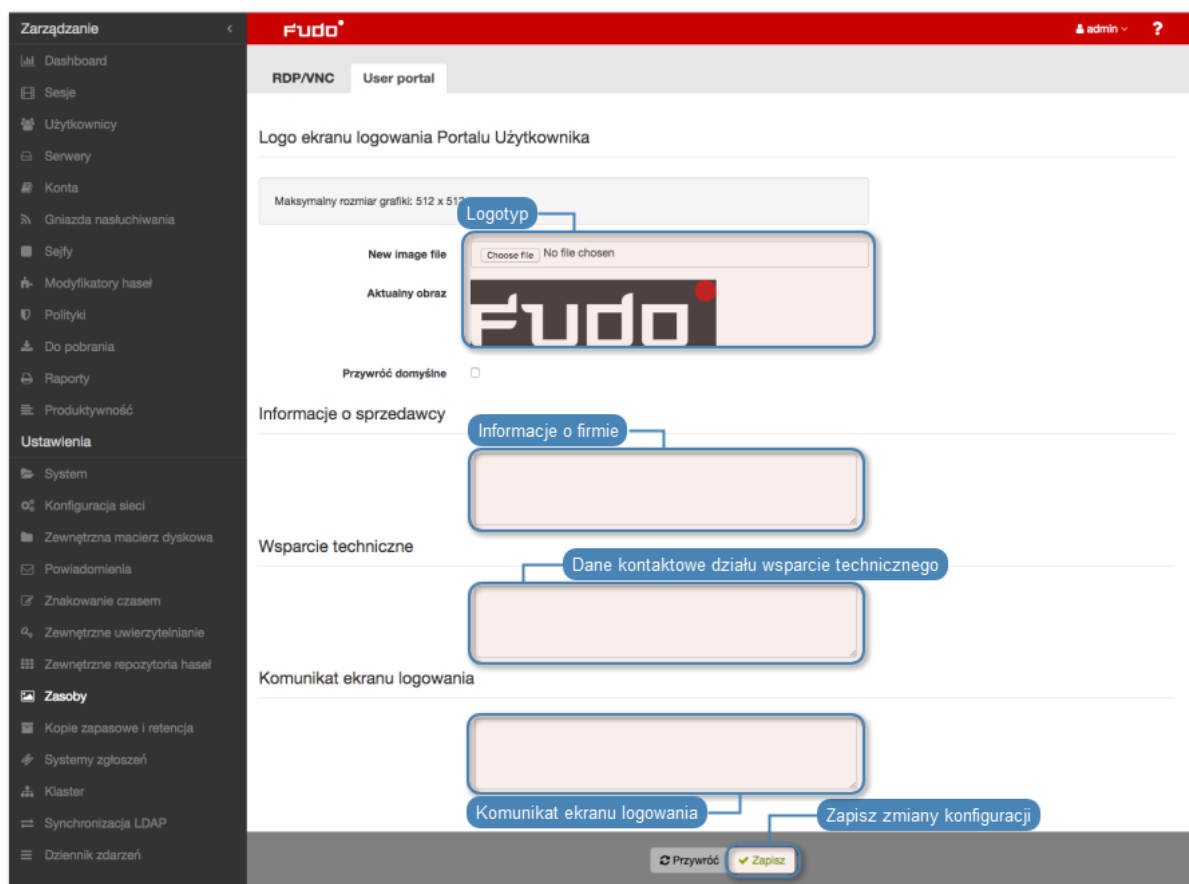 Zarządzanie
Fudo
admin
?
Dashboard
Sesje
Użytkownicy
Serwery
Konta
Gniazda nasłuchiwania
Sejfy
Modyfikatory haseł
Polityki
Do pobrania
Raporty
Produktywność
Ustawienia
System
Konfiguracja sieci
Zewnętrzna macierz dyskowa
Powiadomienia
Znakowanie czasem
Zewnętrzne uwierzytelnianie
Zewnętrzne repozytoria haseł
Zasoby
Kopie zapasowe i retencja
Systemy zgłoszeń
Klaster
Synchronizacja LDAP
Dziennik zdarzeń
RDP/VNC User portal
Logo ekranu logowania Portalu Użytkownika
Maksymalny rozmiar grafiki: 512 x 512
Logotyp
New image file Choose file No file chosen
Aktualny obraz
Fudo
Przywróć domyślne
Informacje o sprzedawcy
Informacje o firmie
Wsparcie techniczne
Dane kontaktowe działu wsparcie technicznego
Komunikat ekranu logowania
Komunikat ekranu logowania
Zapisz zmiany konfiguracji
Przywróć Zapisz